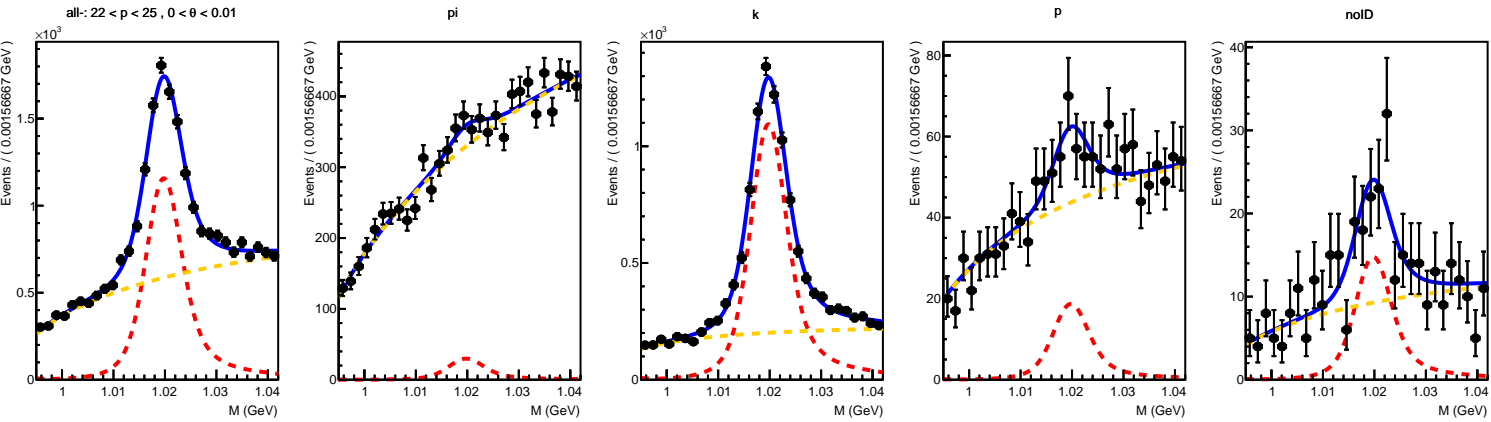 all-: 22 < p < 25 , 0 < θ < 0.01
×10³
Events / ( 0.00156667 GeV )
1.5
1
0.5
0
1 1.01 1.02 1.03 1.04
M (GeV)
pi
Events / ( 0.00156667 GeV )
400
300
200
100
0
1 1.01 1.02 1.03 1.04
M (GeV)
k
×10³
Events / ( 0.00156667 GeV )
1
0.5
0
1 1.01 1.02 1.03 1.04
M (GeV)
p
Events / ( 0.00156667 GeV )
80
60
40
20
0
1 1.01 1.02 1.03 1.04
M (GeV)
noID
Events / ( 0.00156667 GeV )
40
30
20
10
0
1 1.01 1.02 1.03 1.04
M (GeV)